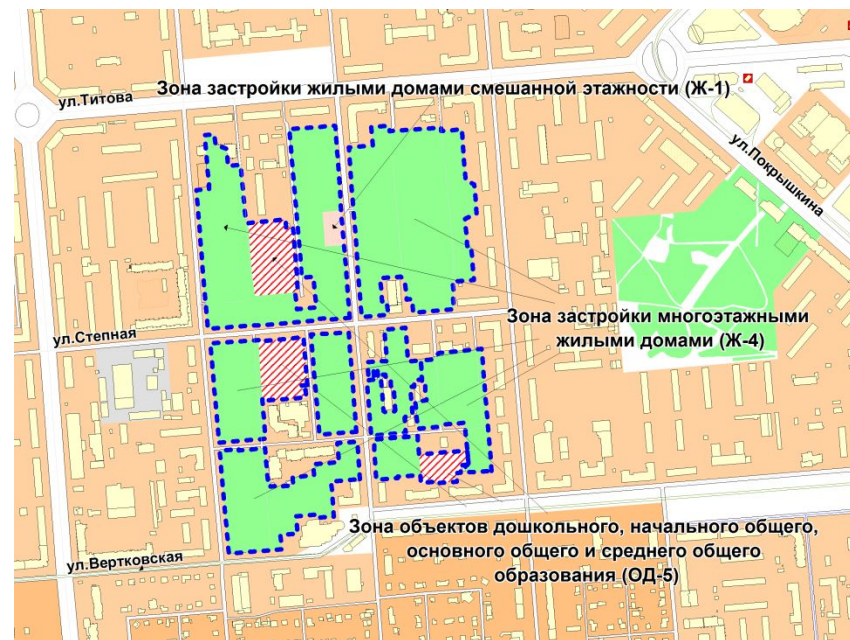 ул.Титова
Зона застройки жилыми домами смешанной этажности (Ж-1)
ул.Покрышкина
Зона застройки многоэтажными
жилыми домами (Ж-4)
ул.Степная
Зона объектов дошкольного, начального общего,
основного общего и среднего общего
образования (ОД-5)
ул.Вертковская